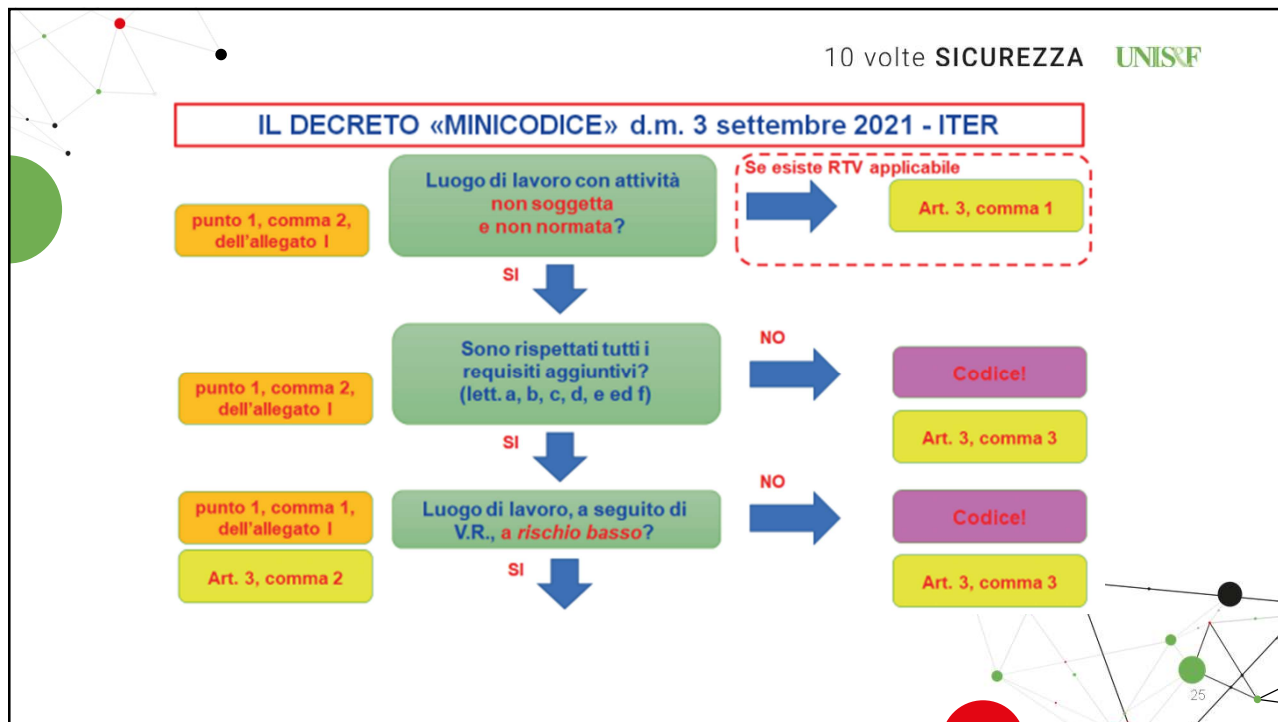 10 volte SICUREZZA UNIS&F
IL DECRETO «MINICODICE» d.m. 3 settembre 2021 - ITER
punto 1, comma 2,
dell'allegato I
Luogo di lavoro con attività
non soggetta
e non normata?
Se esiste RTV applicabile
Art. 3, comma 1
SI
punto 1, comma 2,
dell'allegato I
Sono rispettati tutti i
requisiti aggiuntivi?
(lett. a, b, c, d, e ed f)
NO
Codice!
Art. 3, comma 3
SI
punto 1, comma 1,
dell'allegato I
Art. 3, comma 2
Luogo di lavoro, a seguito di
V.R., a rischio basso?
NO
Codice!
Art. 3, comma 3
SI
25